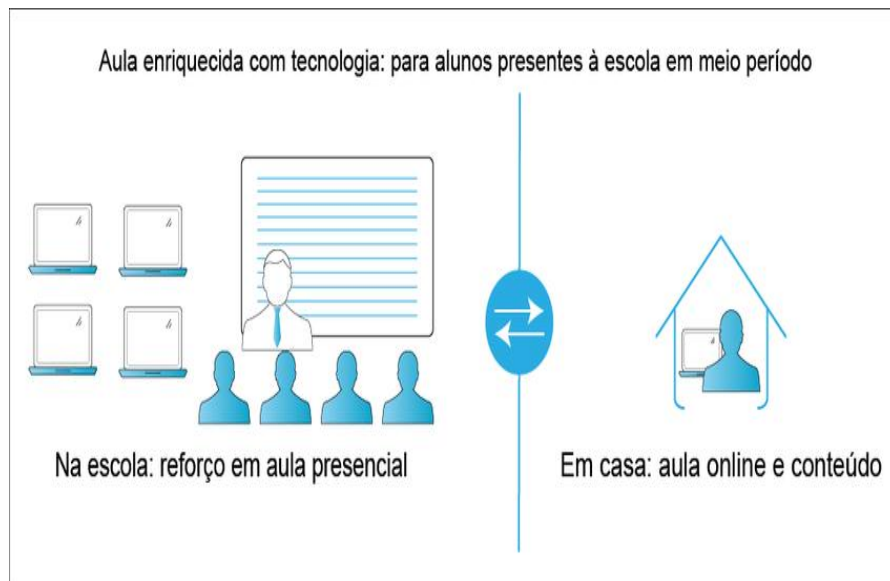 Aula enriquecida com tecnologia: para alunos presentes à escola em meio período
Na escola: reforço em aula presencial
Em casa: aula online e conteúdo